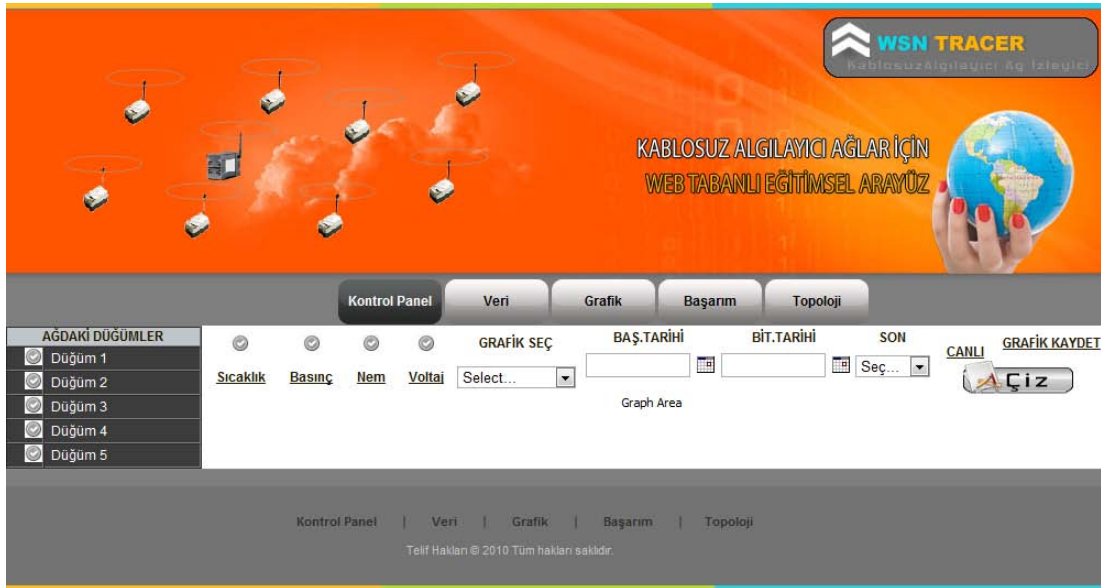 WSN TRACER
KablosuzAlgılayıcı Ag İzleyici
KABLOSUZ ALGILAYICI AĞLAR İÇİN
WEB TABANLI EĞİTİMSEL ARAYÜZ
Kontrol Panel Veri Grafik Başarım Topoloji
AĞDAKİ DÜĞÜMLER
Düğüm 1
Düğüm 2
Düğüm 3
Düğüm 4
Düğüm 5
Sıcaklık Basınç Nem Voltaj
GRAFİK SEÇ
Select...
BAŞ.TARİHİ
BİT.TARİHİ
SON
Seç...
CANLI
GRAFİK KAYDET
Çiz
Graph Area
Kontrol Panel | Veri | Grafik | Başarım | Topoloji
Telif Hakları © 2010 Tüm hakları saklıdır.